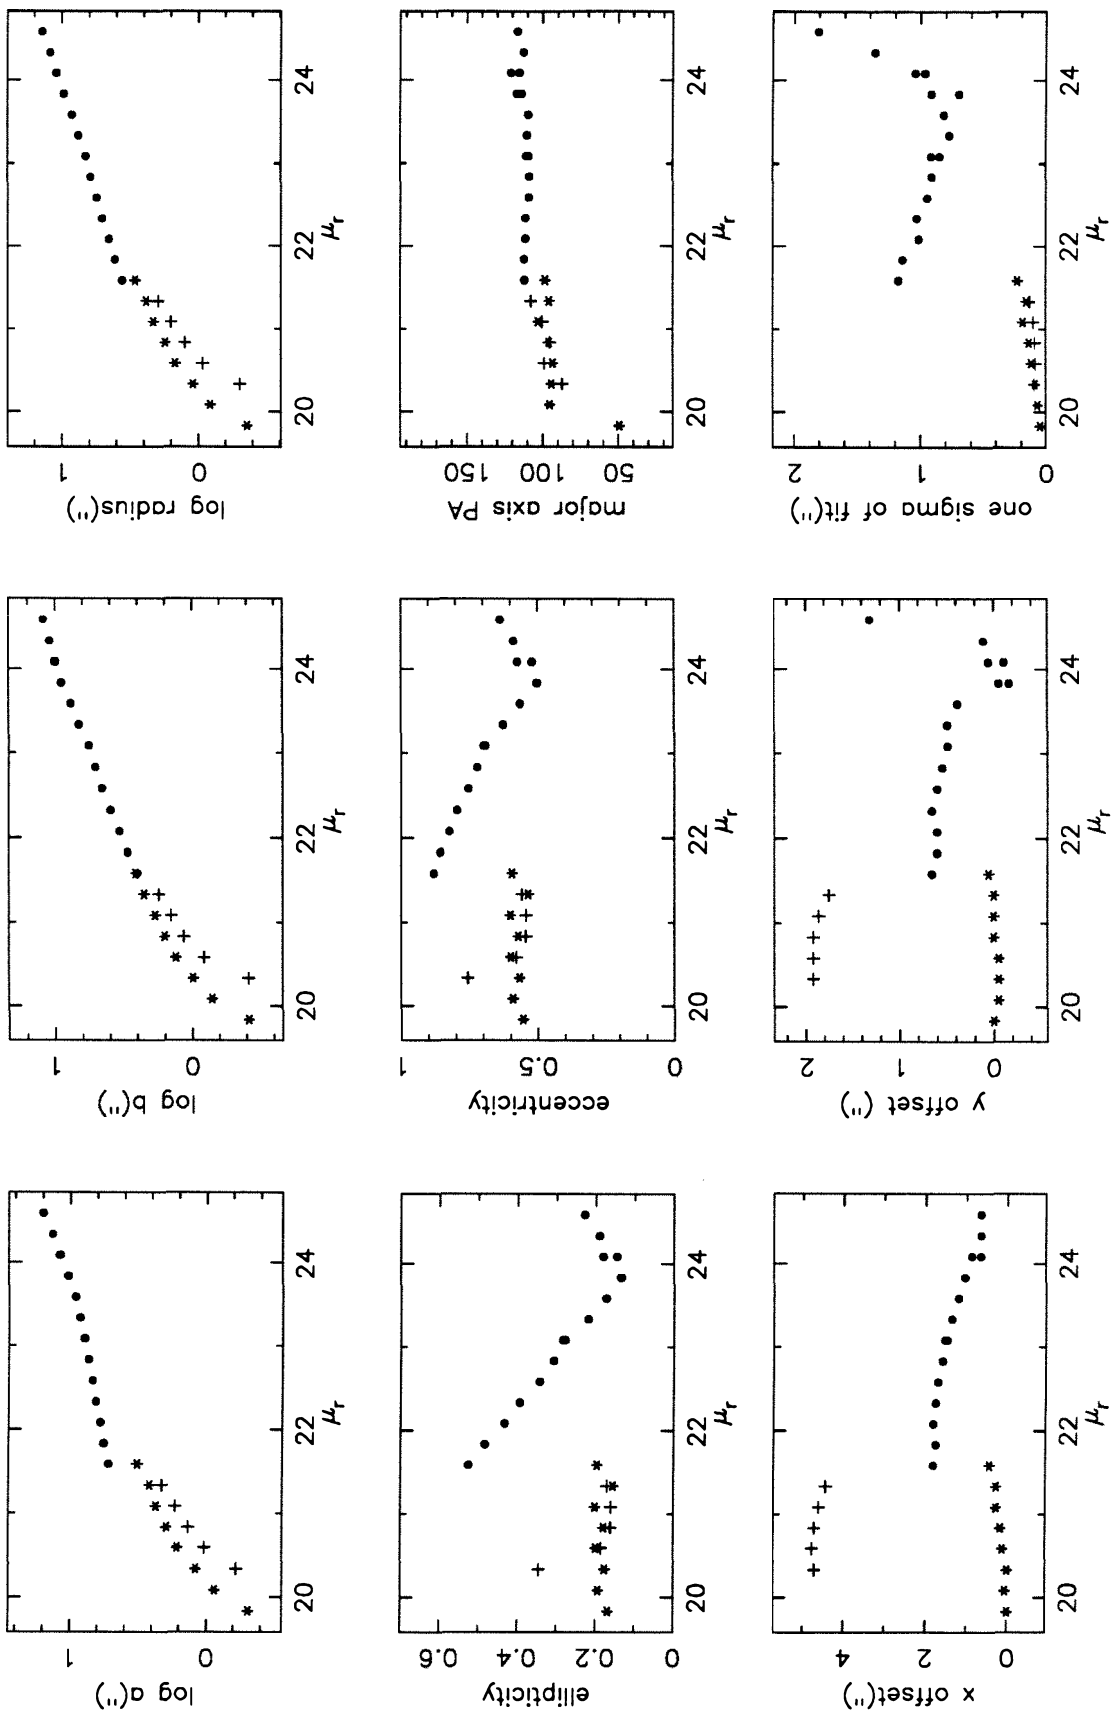 log a(")
1
0
20
22
24
μr
log b(")
1
0
20
22
24
μr
log radius(")
1
0
20
22
24
μr
ellipticity
0.6
0.4
0.2
0
20
22
24
μr
eccentricity
1
0.5
0
20
22
24
μr
major axis PA
150
100
50
20
22
24
μr
x offset(")
4
2
0
20
22
24
μr
y offset (")
2
1
0
20
22
24
μr
one sigma of fit(")
2
1
0
20
22
24
μr